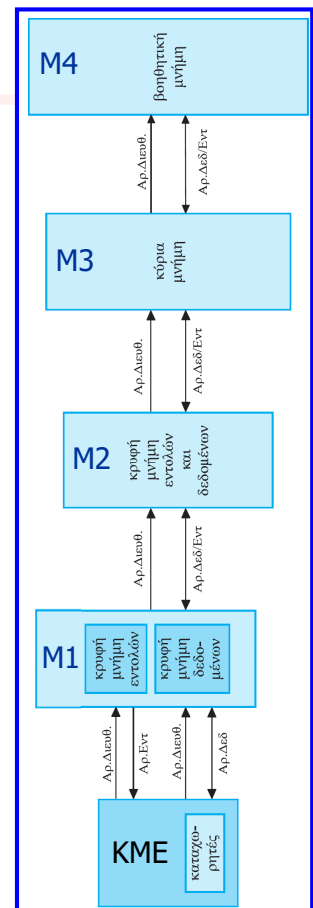 M4
βοηθητική
μνήμη
Αρ.Διευθ.
Αρ.Δεδ/Εντ
M3
κύρια
μνήμη
Αρ.Διευθ.
Αρ.Δεδ/Εντ
M2
κρυφή
μνήμη
εντολών
και
δεδομένων
Αρ.Διευθ.
Αρ.Δεδ/Εντ
M1
κρυφή
μνήμη
εντολών
κρυφή
μνήμη
δεδο-
μένων
Αρ.Διευθ.
Αρ.Εντ
Αρ.Διευθ.
Αρ.Δεδ
ΚΜΕ
καταχω-
ρητές